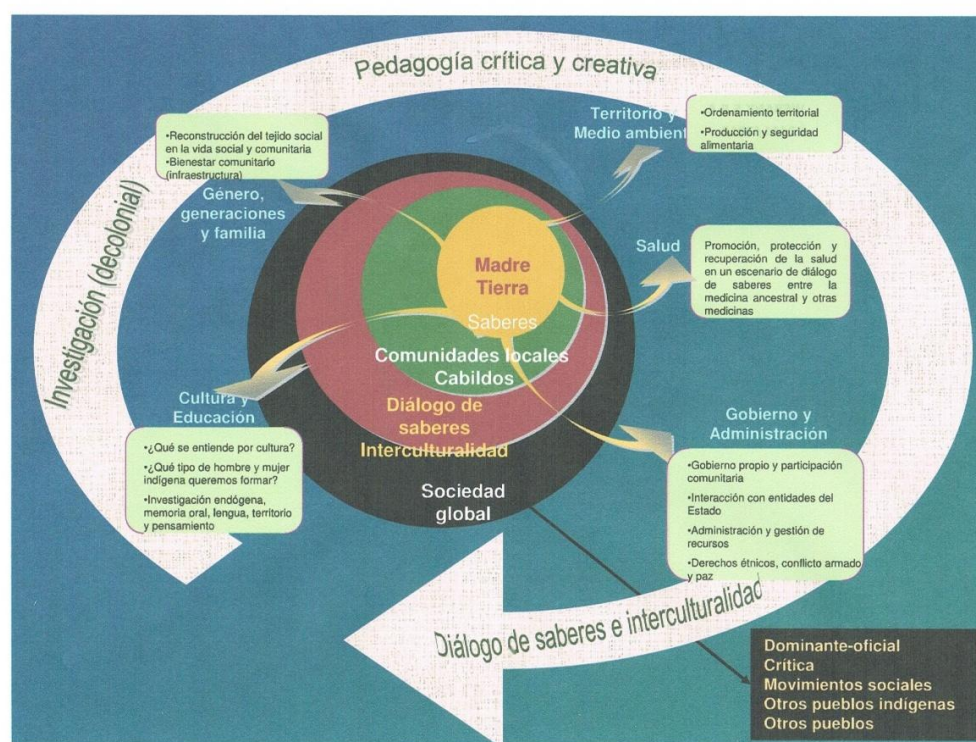 Pedagogía crítica y creativa
Investigación (decolonial)
•Reconstrucción del tejido social
en la vida social y comunitaria
•Bienestar comunitario
(infraestructura)
Género,
generaciones
y familia
Territorio y
Medio ambient
•Ordenamiento territorial
•Producción y seguridad
alimentaria
Salud
Promoción, protección y
recuperación de la salud
en un escenario de diálogo
de saberes entre la
medicina ancestral y otras
medicinas
Madre
Tierra
Saberes
Comunidades locales
Cabildos
Diálogo de
saberes
Interculturalidad
Sociedad
global
Cultura y
Educación
•¿Qué se entiende por cultura?
•¿Qué tipo de hombre y mujer
indígena queremos formar?
•Investigación endógena,
memoria oral, lengua, territorio
y pensamiento
Gobierno y
Administración
•Gobierno propio y participación
comunitaria
•Interacción con entidades del
Estado
•Administración y gestión de
recursos
•Derechos étnicos, conflicto armado
y paz
Diálogo de saberes e interculturalidad
Dominante-oficial
Crítica
Movimientos sociales
Otros pueblos indígenas
Otros pueblos